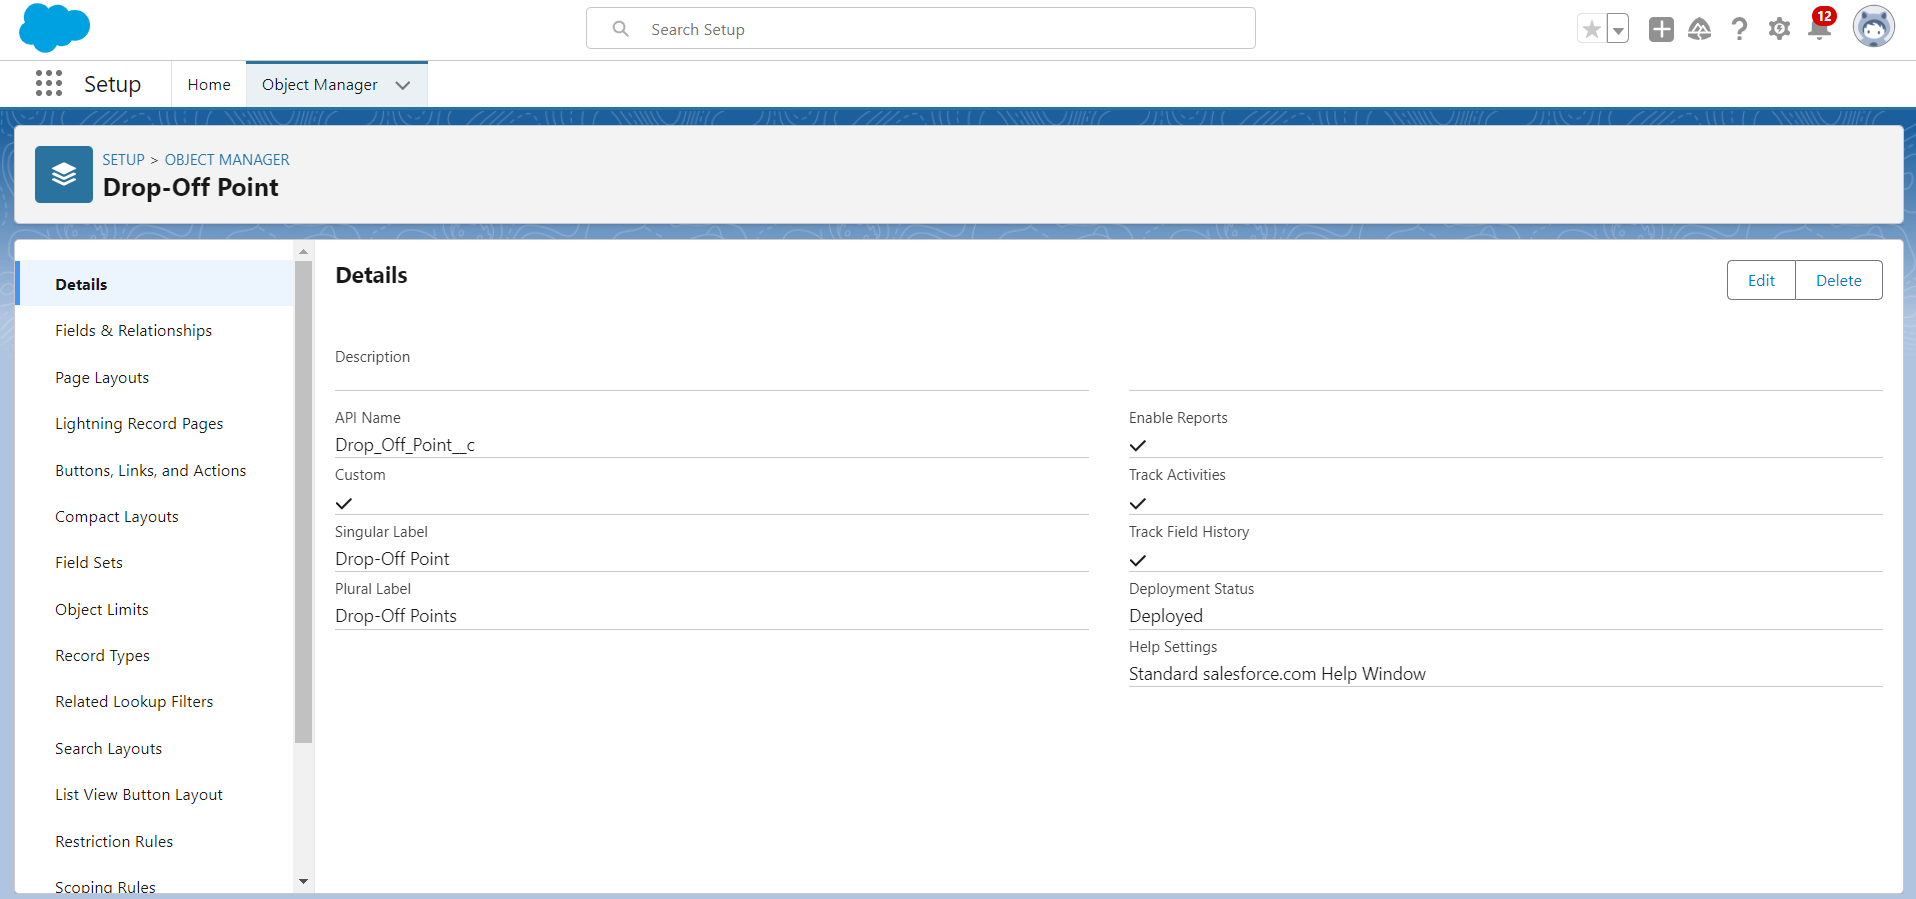 Search Setup
12
Setup
Home
Object Manager
SETUP > OBJECT MANAGER
Drop-Off Point
Details
Fields & Relationships
Page Layouts
Lightning Record Pages
Buttons, Links, and Actions
Compact Layouts
Field Sets
Object Limits
Record Types
Related Lookup Filters
Search Layouts
List View Button Layout
Restriction Rules
Scoping Rules
Details
Edit
Delete
Description
API Name
Drop_Off_Point__c
Custom
Singular Label
Drop-Off Point
Plural Label
Drop-Off Points
Enable Reports
Track Activities
Track Field History
Deployment Status
Deployed
Help Settings
Standard salesforce.com Help Window